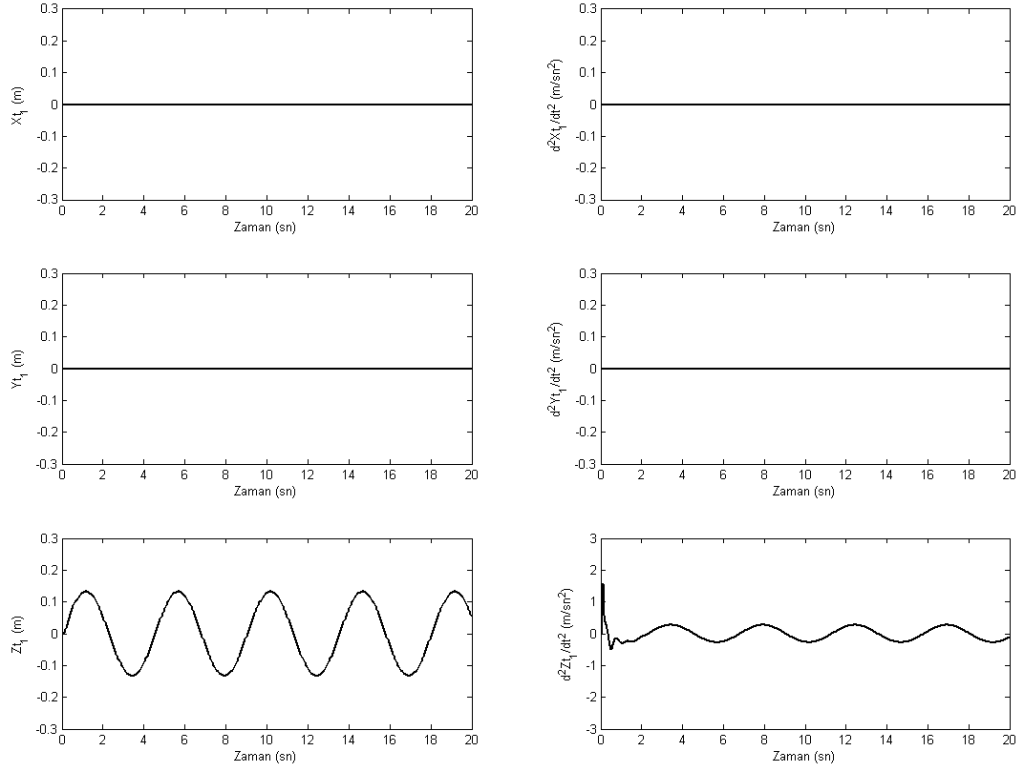 0.3 0.3
0.2 0.2
0.1 0.1
Xt1 (m) 0 d2Xt1/dt2 (m/sn2) 0
-0.1 -0.1
-0.2 -0.2
-0.3 -0.3
0 2 4 6 8 10 12 14 16 18 20 0 2 4 6 8 10 12 14 16 18 20
Zaman (sn) Zaman (sn)
0.3 0.3
0.2 0.2
0.1 0.1
Yt1 (m) 0 d2Yt1/dt2 (m/sn2) 0
-0.1 -0.1
-0.2 -0.2
-0.3 -0.3
0 2 4 6 8 10 12 14 16 18 20 0 2 4 6 8 10 12 14 16 18 20
Zaman (sn) Zaman (sn)
0.3 3
0.2 2
0.1 1
Zt1 (m) 0 d2Zt1/dt2 (m/sn2) 0
-0.1 -1
-0.2 -2
-0.3 -3
0 2 4 6 8 10 12 14 16 18 20 0 2 4 6 8 10 12 14 16 18 20
Zaman (sn) Zaman (sn)